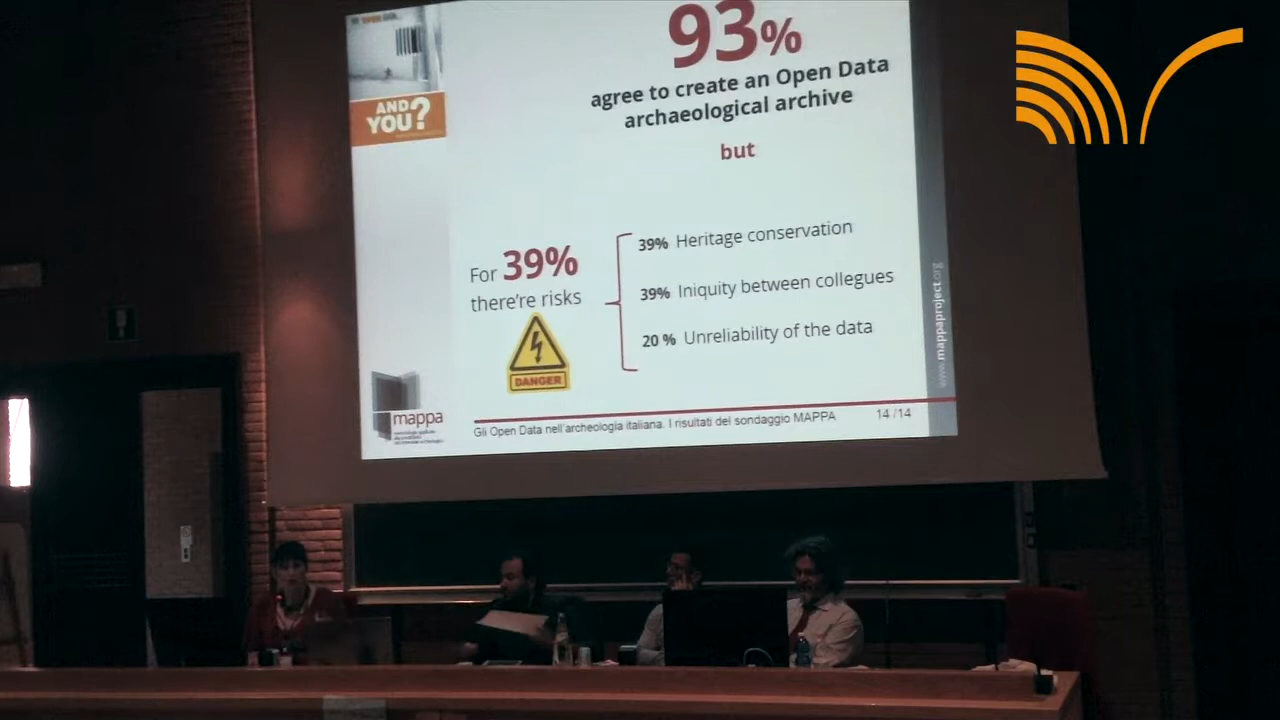 93%
agree to create an Open Data
archaeological archive
but
AND
YOU?
For 39%
there're risks
DANGER
39% Heritage conservation
39% Iniquity between collegues
20 % Unreliability of the data
www.mappaproject.org
mappa
Gli Open Data nell'archeologia italiana. I risultati del sondaggio MAPPA
14 /14